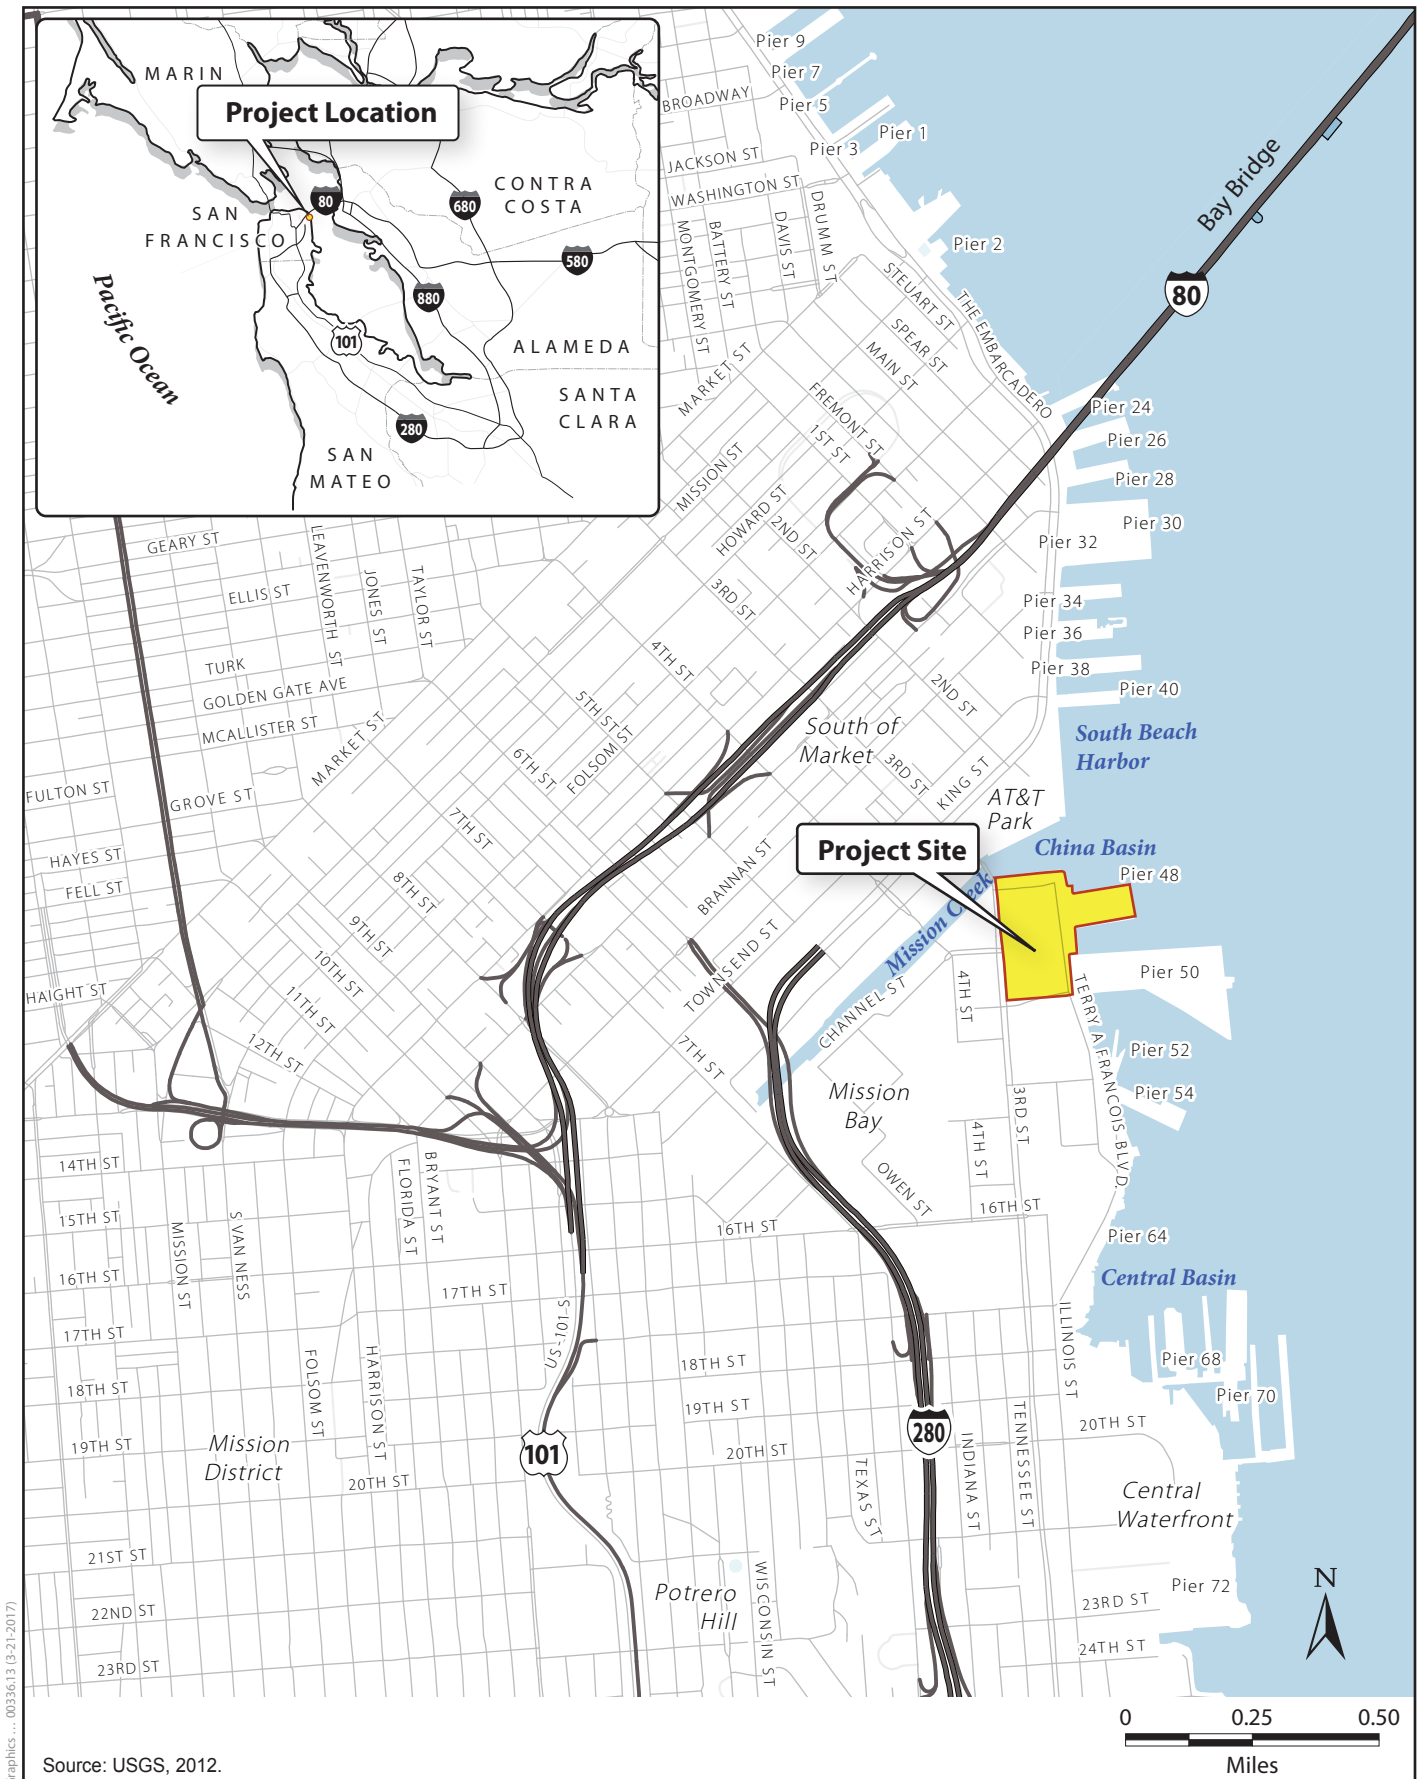 MARIN
Project Location
CONTRA
COSTA
SAN
FRANCISCO
80
680
580
880
101
280
ALAMEDA
SANTA
CLARA
SAN
MATEO
Pacific Ocean
Pier 9
Pier 7
Pier 5
Pier 1
Pier 3
Pier 2
BROADWAY
JACKSON ST
WASHINGTON ST
MONTGOMERY ST
BATTERY ST
DAVIS ST
DRUMM ST
STEUART ST
THE EMBARCADERO
SPEAR ST
MAIN ST
FREMONT ST
1ST ST
MARKET ST
MISSION ST
HOWARD ST
2ND ST
HARRISON ST
3RD ST
Bay Bridge
80
Pier 24
Pier 26
Pier 28
Pier 30
Pier 32
Pier 34
Pier 36
Pier 38
Pier 40
South Beach
Harbor
GEARY ST
LEAVENWORTH ST
JONES ST
TAYLOR ST
ELLIS ST
TURK
GOLDEN GATE AVE
MCALLISTER ST
MARKET ST
FULTON ST
GROVE ST
HAYES ST
FELL ST
HAIGHT ST
4TH ST
5TH ST
FOLSOM ST
6TH ST
7TH ST
8TH ST
9TH ST
10TH ST
11TH ST
12TH ST
2ND ST
South of
Market
3RD ST
KING ST
AT&T
Park
Project Site
China Basin
Pier 48
Mission Creek
BRANNAN ST
TOWNSEND ST
CHANNEL ST
7TH ST
4TH ST
Pier 50
TERRY A FRANCOIS BLVD
Pier 52
Pier 54
Mission
Bay
3RD ST
4TH ST
OWEN ST
16TH ST
16TH ST
Pier 64
Central Basin
14TH ST
15TH ST
16TH ST
17TH ST
18TH ST
19TH ST
MISSION ST
S VAN NESS
FLORIDA ST
BRYANT ST
17TH ST
US-101 S
FOLSOM ST
HARRISON ST
18TH ST
19TH ST
20TH ST
ILLINOIS ST
Pier 68
Pier 70
20TH ST
Mission
District
20TH ST
101
280
TEXAS ST
INDIANA ST
TENNESSEE ST
Central
Waterfront
21ST ST
22ND ST
23RD ST
Potrero
Hill
WISCONSIN ST
Pier 72
23RD ST
24TH ST
N
0 0.25 0.50
Miles
Source: USGS, 2012.
00336.13 (3-21-2017)